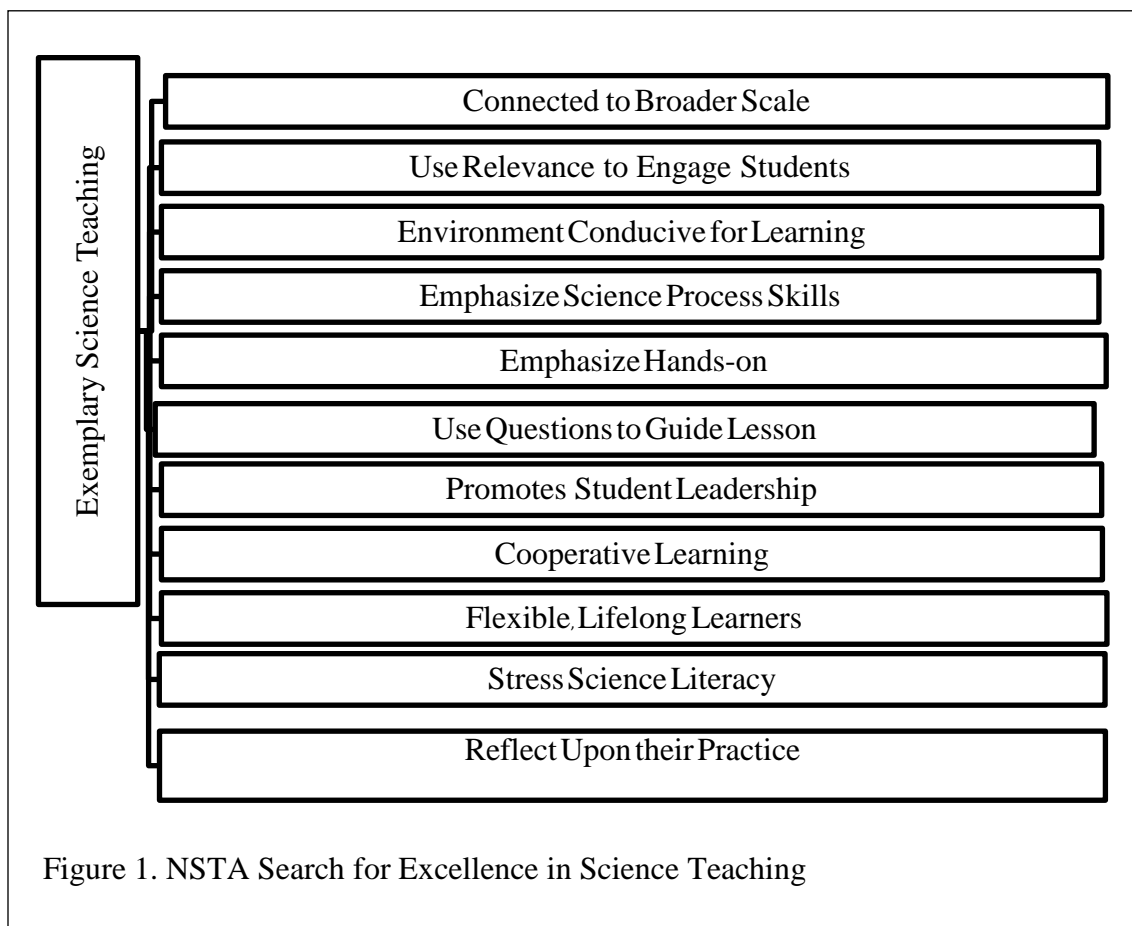 Exemplary Science Teaching
Connected to Broader Scale
Use Relevance to Engage Students
Environment Conducive for Learning
Emphasize Science Process Skills
Emphasize Hands-on
Use Questions to Guide Lesson
Promotes Student Leadership
Cooperative Learning
Flexible, Lifelong Learners
Stress Science Literacy
Reflect Upon their Practice
Figure 1. NSTA Search for Excellence in Science Teaching